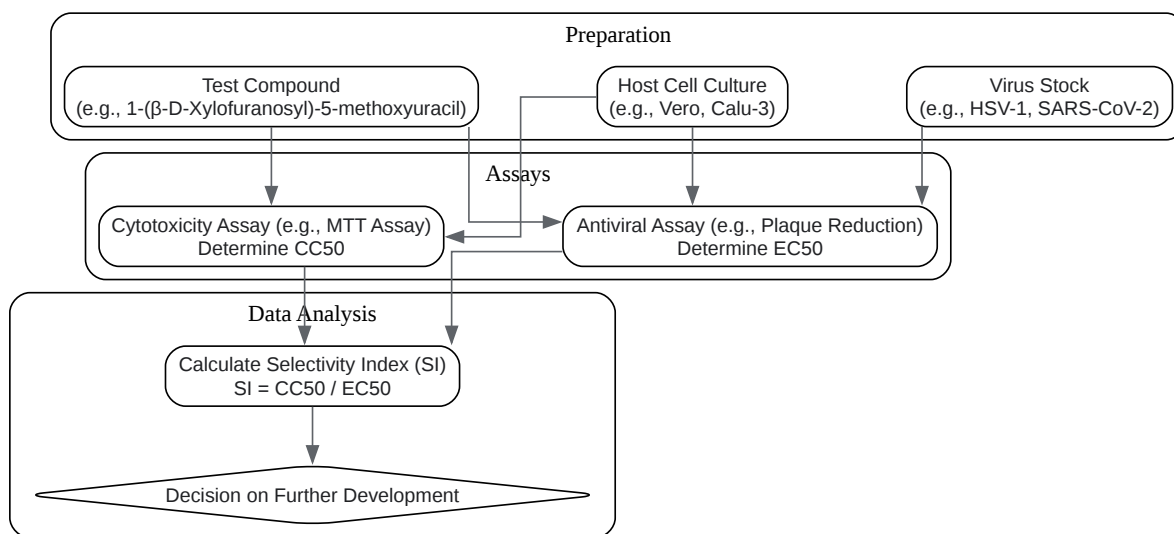 Preparation
Test Compound
(e.g., 1-(β-D-Xylofuranosyl)-5-methoxyuracil)
Host Cell Culture
(e.g., Vero, Calu-3)
Virus Stock
(e.g., HSV-1, SARS-CoV-2)
Assays
Cytotoxicity Assay (e.g., MTT Assay)
Determine CC50
Antiviral Assay (e.g., Plaque Reduction)
Determine EC50
Data Analysis
Calculate Selectivity Index (SI)
SI = CC50 / EC50
Decision on Further Development